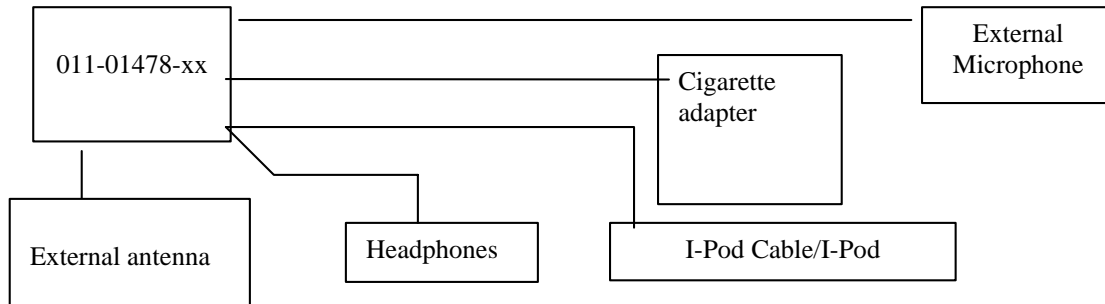 011-01478-xx
External
Microphone
Cigarette
adapter
External antenna
Headphones
I-Pod Cable/I-Pod